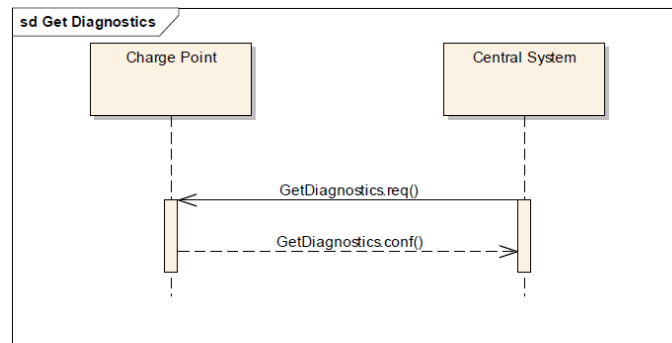 sd Get Diagnostics
Charge Point
Central System
GetDiagnostics.req()
GetDiagnostics.conf()